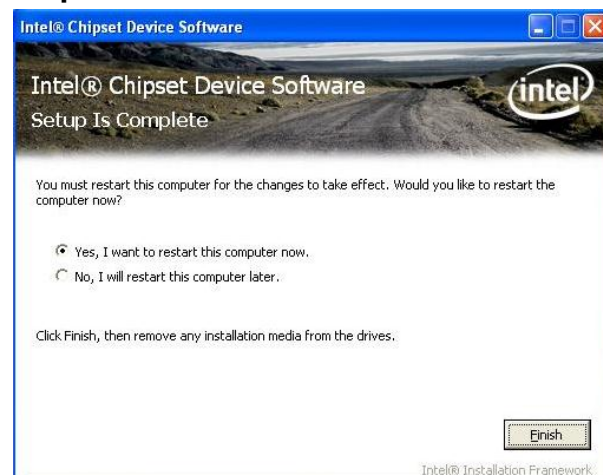 Intel® Chipset Device Software
Intel® Chipset Device Software
intel
Setup Is Complete
You must restart this computer for the changes to take effect. Would you like to restart the
computer now?
Yes, I want to restart this computer now.
No, I will restart this computer later.
Click Finish, then remove any installation media from the drives.
Finish
Intel® Installation Framework